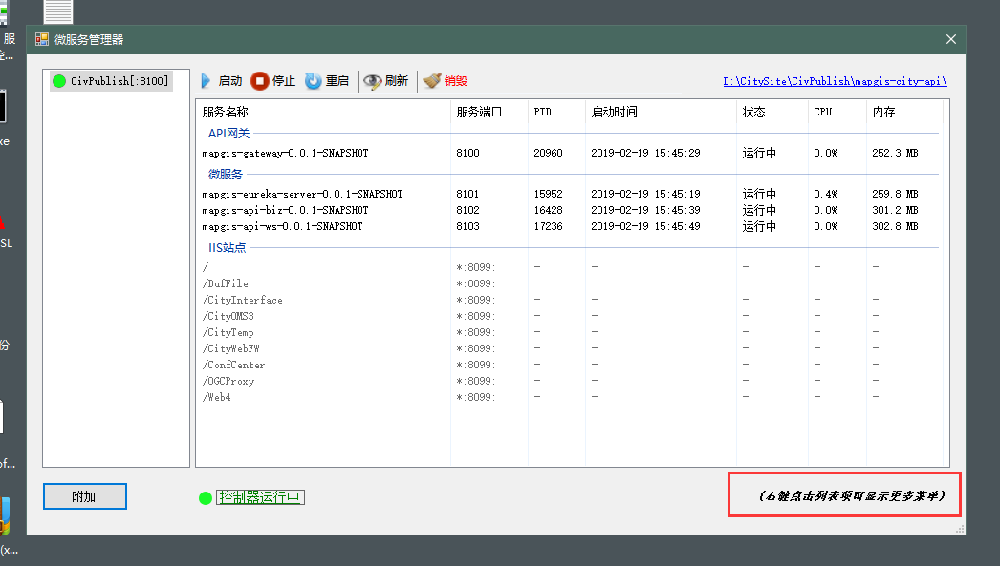 服
空...
xe
SL
份
of...
(x...
微服务管理器
CivPublish[:8100]
启动 停止 重启 刷新 销毁
D:\CitySite\CivPublish\mapgis-city-api\
服务名称 服务端口 PID 启动时间 状态 CPU 内存
API网关
mapgis-gateway-0.0.1-SNAPSHOT 8100 20960 2019-02-19 15:45:29 运行中 0.0% 252.3 MB
微服务
mapgis-eureka-server-0.0.1-SNAPSHOT 8101 15952 2019-02-19 15:45:19 运行中 0.4% 259.8 MB
mapgis-api-biz-0.0.1-SNAPSHOT 8102 16428 2019-02-19 15:45:39 运行中 0.0% 301.2 MB
mapgis-api-ws-0.0.1-SNAPSHOT 8103 17236 2019-02-19 15:45:49 运行中 0.0% 302.8 MB
IIS站点
/ *:8099: - - - - -
/BufFile *:8099: - - - - -
/CityInterface *:8099: - - - - -
/CityOMS3 *:8099: - - - - -
/CityTemp *:8099: - - - - -
/CityWebFW *:8099: - - - - -
/ConfCenter *:8099: - - - - -
/OGCProxy *:8099: - - - - -
/Web4 *:8099: - - - - -
附加
控制器运行中
(右键点击列表项可显示更多菜单)